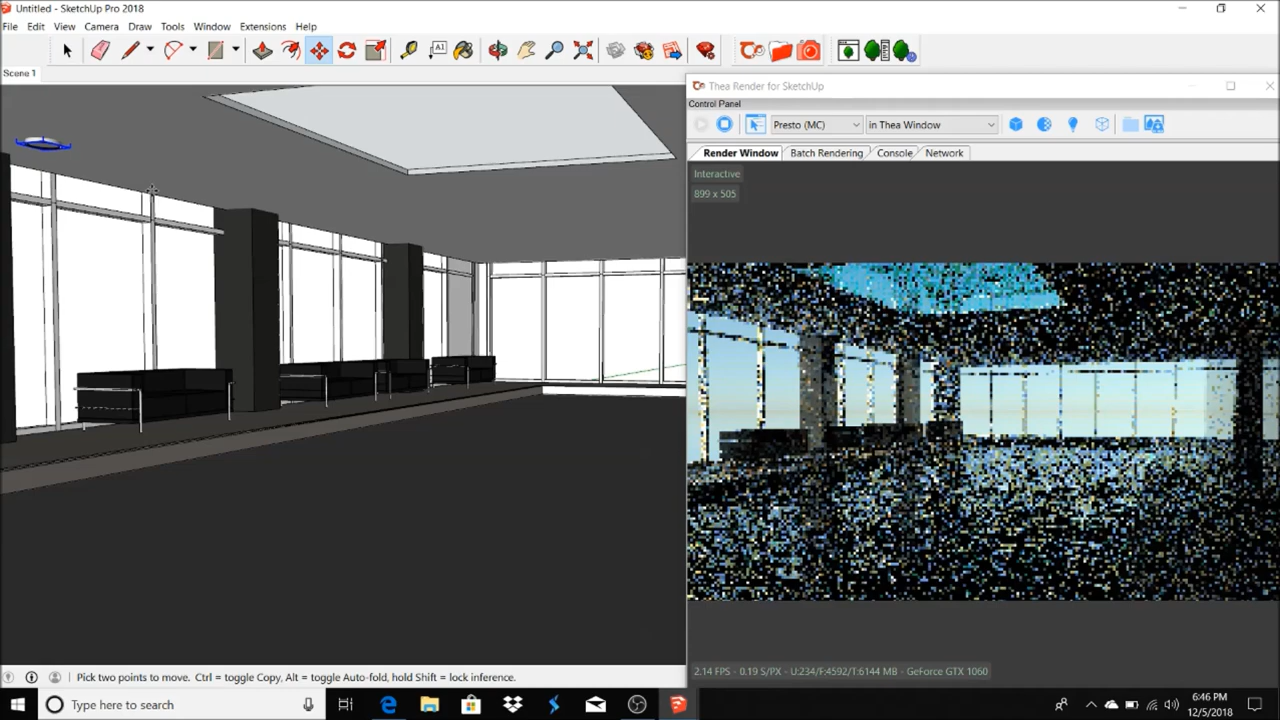 Untitled - SketchUp Pro 2018
File Edit View Camera Draw Tools Window Extensions Help
A1
Scene 1
Thea Render for SketchUp
Control Panel
Presto (MC) in Thea Window
Render Window Batch Rendering Console Network
Interactive
899 x 505
2.14 FPS - 0.19 S/PX - U:234/F:4592/T:6144 MB - GeForce GTX 1060
Pick two points to move. Ctrl = toggle Copy, Alt = toggle Auto-fold, hold Shift = lock inference.
Type here to search
6:46 PM
12/5/2018